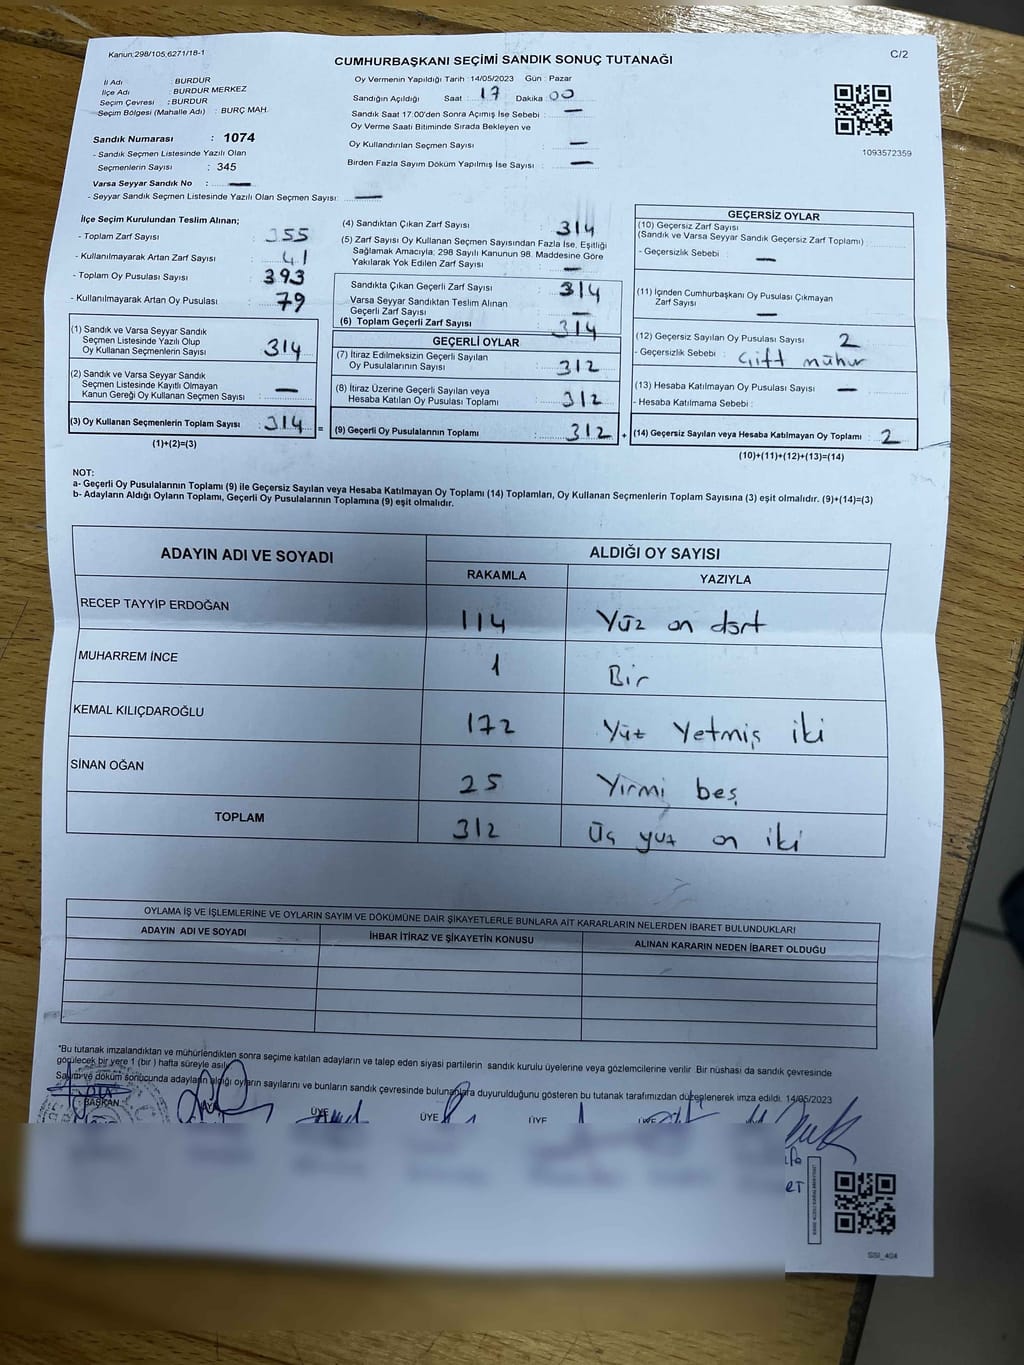 Kanun:298/105;6271/18-1
C/2
CUMHURBAŞKANI SEÇİMİ SANDIK SONUÇ TUTANAĞI
İl Adı : BURDUR
İlçe Adı : BURDUR MERKEZ
Seçim Çevresi : BURDUR
Seçim Bölgesi (Mahalle Adı) : BURÇ MAH.
Sandık Numarası : 1074
- Sandık Seçmen Listesinde Yazılı Olan
Seçmenlerin Sayısı : 345
Varsa Seyyar Sandık No : —
- Seyyar Sandık Seçmen Listesinde Yazılı Olan Seçmen Sayısı: —
Oy Vermenin Yapıldığı Tarih : 14/05/2023 Gün : Pazar
Sandığın Açıldığı Saat : 17 Dakika : 00
Sandık Saat 17:00'den Sonra Açımış İse Sebebi : —
Oy Verme Saati Bitiminde Sırada Bekleyen ve
Oy Kullandırılan Seçmen Sayısı : —
Birden Fazla Sayım Döküm Yapılmış İse Sayısı : —
1093572359
İlçe Seçim Kurulundan Teslim Alınan;
- Toplam Zarf Sayısı : 355
- Kullanılmayarak Artan Zarf Sayısı : 41
- Toplam Oy Pusulası Sayısı : 393
- Kullanılmayarak Artan Oy Pusulası : 79
(1) Sandık ve Varsa Seyyar Sandık
Seçmen Listesinde Yazılı Olup
Oy Kullanan Seçmenlerin Sayısı : 314
(2) Sandık ve Varsa Seyyar Sandık
Seçmen Listesinde Kayıtlı Olmayan
Kanun Gereği Oy Kullanan Seçmen Sayısı : —
(3) Oy Kullanan Seçmenlerin Toplam Sayısı : 314
(1)+(2)=(3)
(4) Sandıktan Çıkan Zarf Sayısı : 314
(5) Zarf Sayısı Oy Kullanan Seçmen Sayısından Fazla İse, Eşitliği
Sağlamak Amacıyla; 298 Sayılı Kanunun 98. Maddesine Göre
Yakılarak Yok Edilen Zarf Sayısı : —
Sandıkta Çıkan Geçerli Zarf Sayısı : 314
Varsa Seyyar Sandıktan Teslim Alınan
Geçerli Zarf Sayısı : —
(6) Toplam Geçerli Zarf Sayısı : 314
GEÇERLİ OYLAR
(7) İtiraz Edilmeksizin Geçerli Sayılan
Oy Pusulalarının Sayısı : 312
(8) İtiraz Üzerine Geçerli Sayılan veya
Hesaba Katılan Oy Pusulası Toplamı : 312
= (9) Geçerli Oy Pusulalarının Toplamı : 312 +
GEÇERSİZ OYLAR
(10) Geçersiz Zarf Sayısı
(Sandık ve Varsa Seyyar Sandık Geçersiz Zarf Toplamı)
- Geçersizlik Sebebi : —
(11) İçinden Cumhurbaşkanı Oy Pusulası Çıkmayan
Zarf Sayısı : —
(12) Geçersiz Sayılan Oy Pusulası Sayısı : 2
- Geçersizlik Sebebi : Çift mühür
(13) Hesaba Katılmayan Oy Pusulası Sayısı : —
- Hesaba Katılmama Sebebi :
(14) Geçersiz Sayılan veya Hesaba Katılmayan Oy Toplamı : 2
(10)+(11)+(12)+(13)=(14)
NOT:
a- Geçerli Oy Pusulalarının Toplamı (9) ile Geçersiz Sayılan veya Hesaba Katılmayan Oy Toplamı (14) Toplamları, Oy Kullanan Seçmenlerin Toplam Sayısına (3) eşit olmalıdır. (9)+(14)=(3)
b- Adayların Aldığı Oyların Toplamı, Geçerli Oy Pusulalarının Toplamına (9) eşit olmalıdır.
ADAYIN ADI VE SOYADI ALDIĞI OY SAYISI
RAKAMLA YAZIYLA
RECEP TAYYİP ERDOĞAN 114 Yüz on dört
MUHARREM İNCE 1 Bir
KEMAL KILIÇDAROĞLU 172 Yüz Yetmiş iki
SİNAN OĞAN 25 Yirmi beş
TOPLAM 312 Üç yüz on iki
OYLAMA İŞ VE İŞLEMLERİNE VE OYLARIN SAYIM VE DÖKÜMÜNE DAİR ŞİKAYETLERLE BUNLARA AİT KARARLARIN NELERDEN İBARET BULUNDUKLARI
ADAYIN ADI VE SOYADI İHBAR İTİRAZ VE ŞİKAYETİN KONUSU ALINAN KARARIN NEDEN İBARET OLDUĞU
"Bu tutanak imzalandıktan ve mühürlendikten sonra seçime katılan adayların ve talep eden siyasi partilerin sandık kurulu üyelerine veya gözlemcilerine verilir. Bir nüshası da sandık çevresinde
görülecek bir yere 1 (bir) hafta süreyle asılır.
Sayım ve döküm sonucunda adayların aldığı oyların sayılarını ve bunların sandık çevresinde bulunanlara duyurulduğunu gösteren bu tutanak tarafımızdan düzenlenerek imza edildi. 14/05/2023
BAŞKAN ÜYE ÜYE ÜYE ÜYE
SSI_404